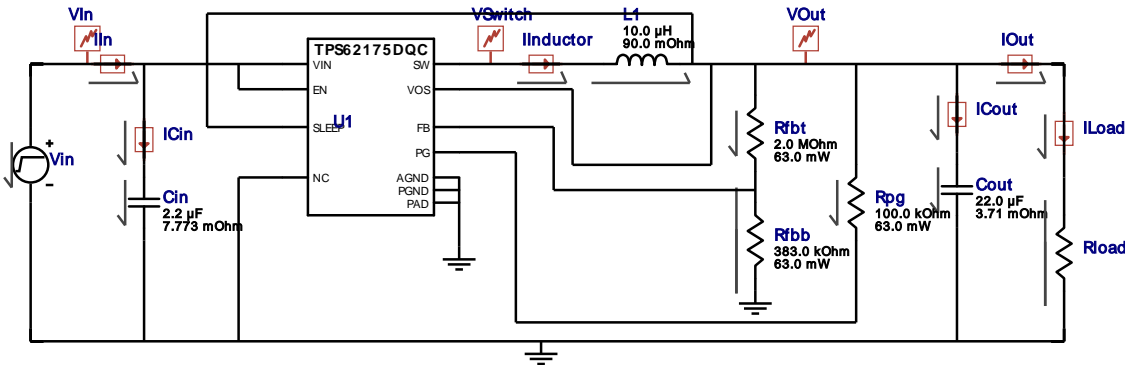 VIn
VSwitch
L1
VOut
IIn
IInductor
10.0 µH
90.0 mOhm
IOut
TPS62175DQC
VIN
SW
EN
VOS
SLEEP
U1
FB
PG
NC
AGND
PGND
PAD
ICin
Vin
+
−
Cin
2.2 µF
7.773 mOhm
Rfbt
2.0 MOhm
63.0 mW
Rfbb
383.0 kOhm
63.0 mW
Rpg
100.0 kOhm
63.0 mW
ICout
Cout
22.0 µF
3.71 mOhm
ILoad
Rload